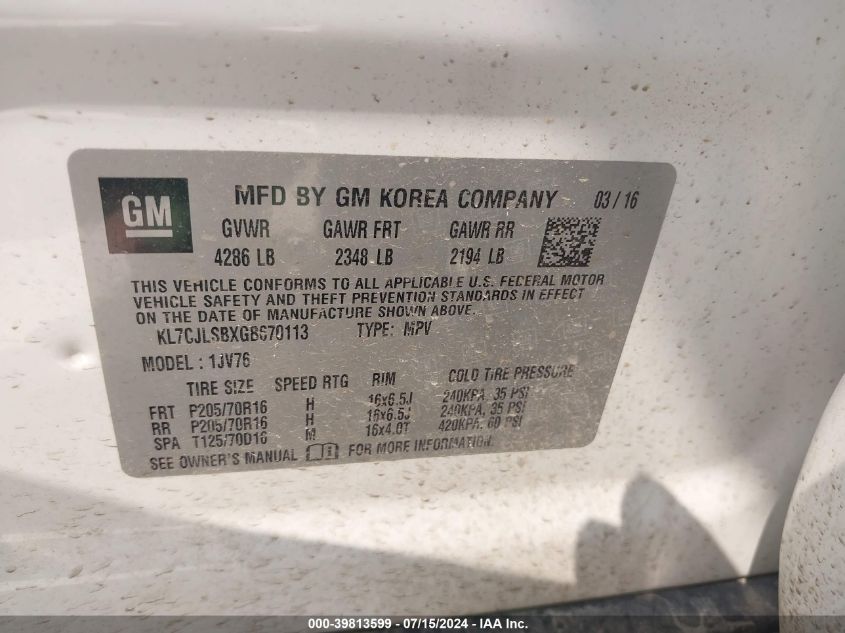 GM
MFD BY GM KOREA COMPANY 03 / 16
GVWR GAWR FRT GAWR RR
4286 LB 2348 LB 2194 LB
THIS VEHICLE CONFORMS TO ALL APPLICABLE U.S. FEDERAL MOTOR
VEHICLE SAFETY AND THEFT PREVENTION STANDARDS IN EFFECT
ON THE DATE OF MANUFACTURE SHOWN ABOVE.
KL7CJLSBXGB670113 TYPE: MPV
MODEL : 1JV76
TIRE SIZE SPEED RTG RIM COLD TIRE PRESSURE
FRT P205/70R16 H 16x6.5J 240KPA, 35 PSI
RR P205/70R16 H 16x6.5J 240KPA, 35 PSI
SPA T125/70D16 M 16x4.0T 420KPA, 60 PSI
SEE OWNER'S MANUAL FOR MORE INFORMATION.
000-39813599 - 07/15/2024 - IAA Inc.